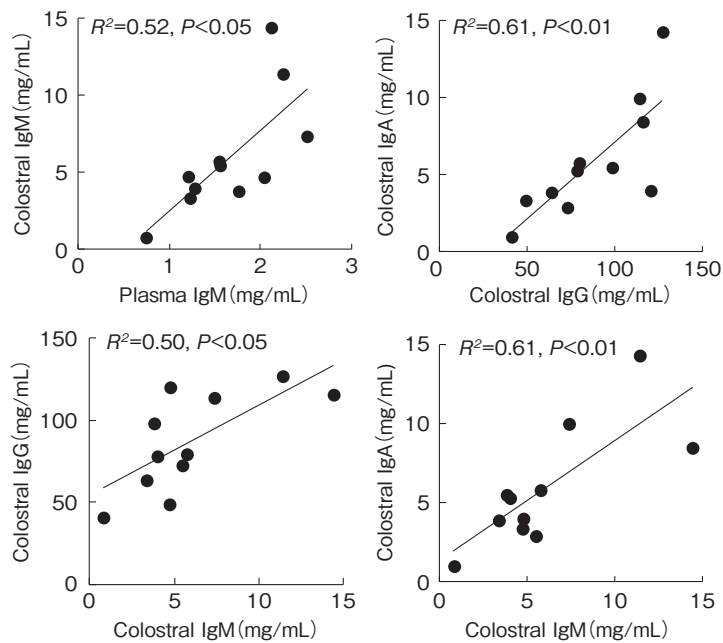 R²=0.52, P<0.05
15
10
5
0
Colostral IgM(mg/mL)
1
2
3
Plasma IgM(mg/mL)
R²=0.61, P<0.01
15
10
5
0
Colostral IgA(mg/mL)
0
50
100
150
Colostral IgG(mg/mL)
R²=0.50, P<0.05
150
100
50
0
Colostral IgG(mg/mL)
0
5
10
15
Colostral IgM(mg/mL)
R²=0.61, P<0.01
15
10
5
0
Colostral IgA(mg/mL)
0
5
10
15
Colostral IgM(mg/mL)